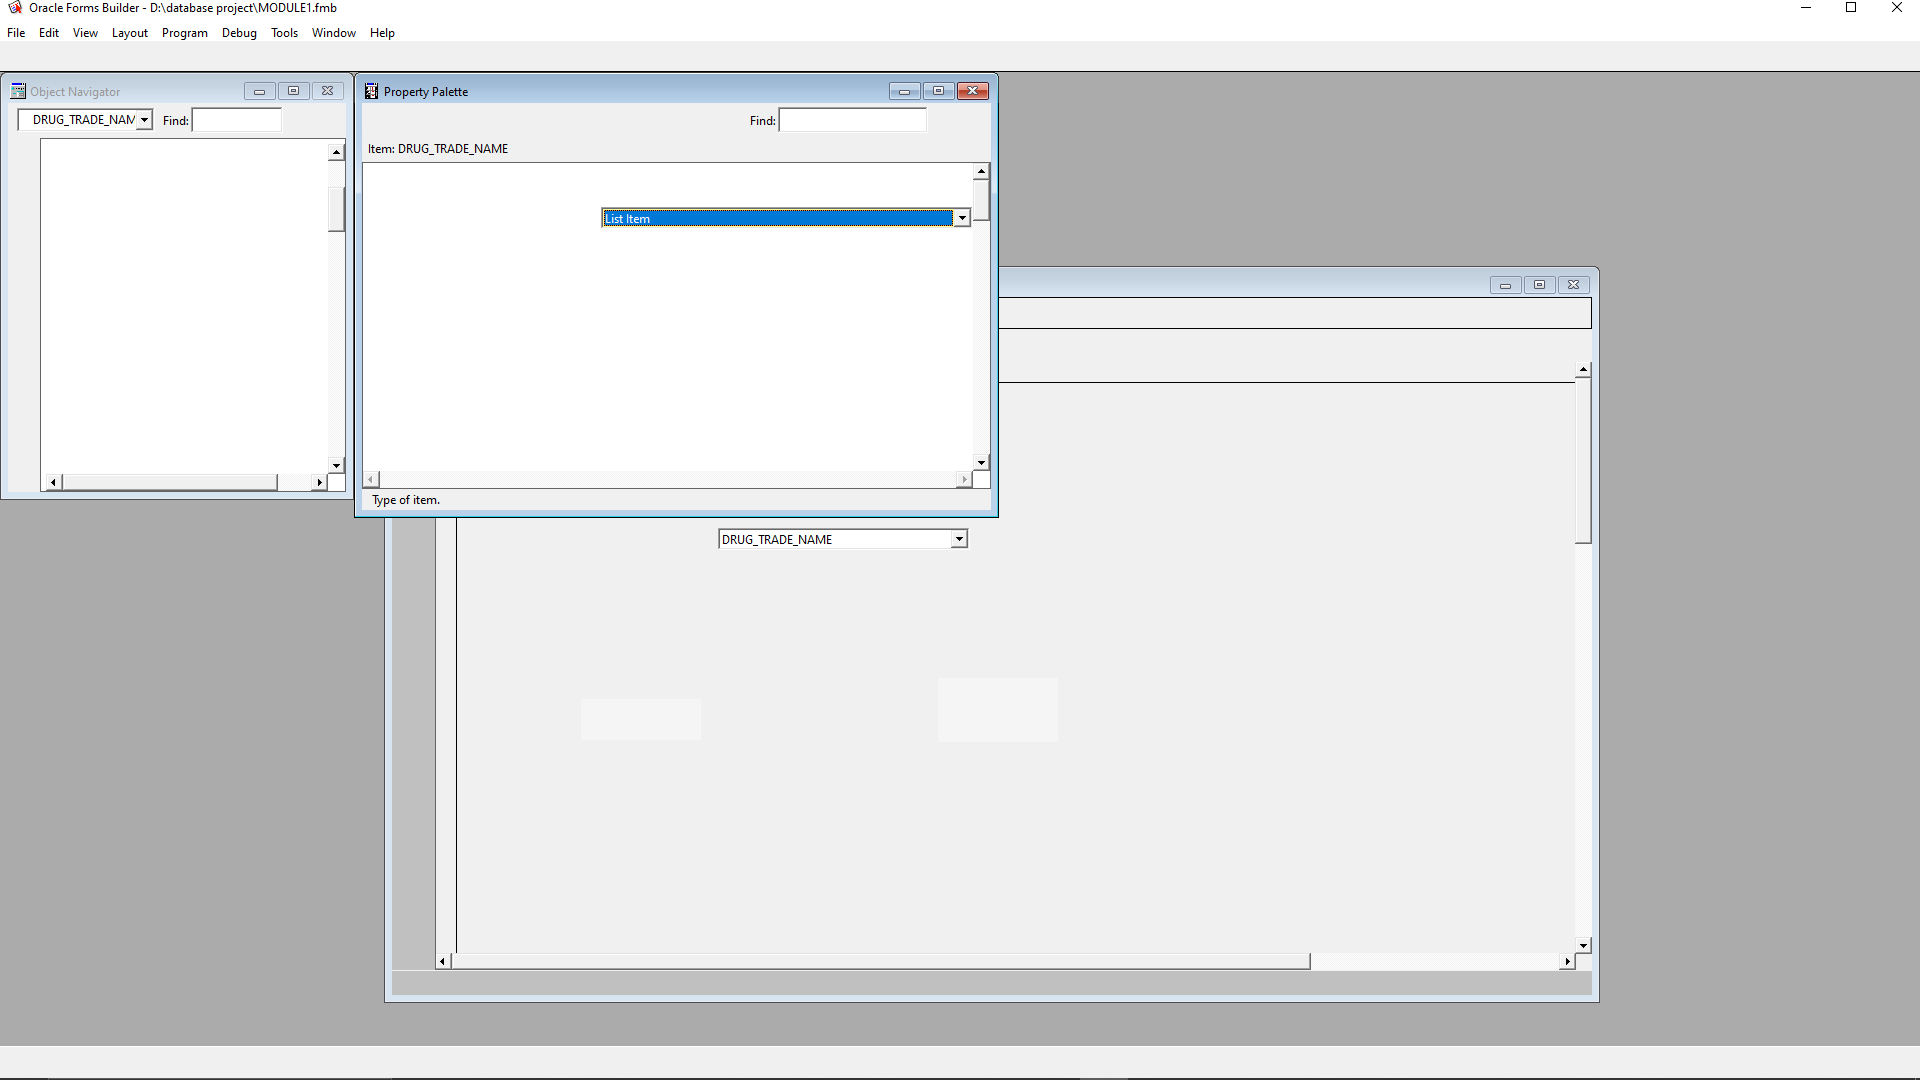 Oracle Forms Builder - D:\database project\MODULE1.fmb
File Edit View Layout Program Debug Tools Window Help
Object Navigator
DRUG_TRADE_NAM
Find:
Property Palette
Find:
Item: DRUG_TRADE_NAME
List Item
Type of item.
DRUG_TRADE_NAME